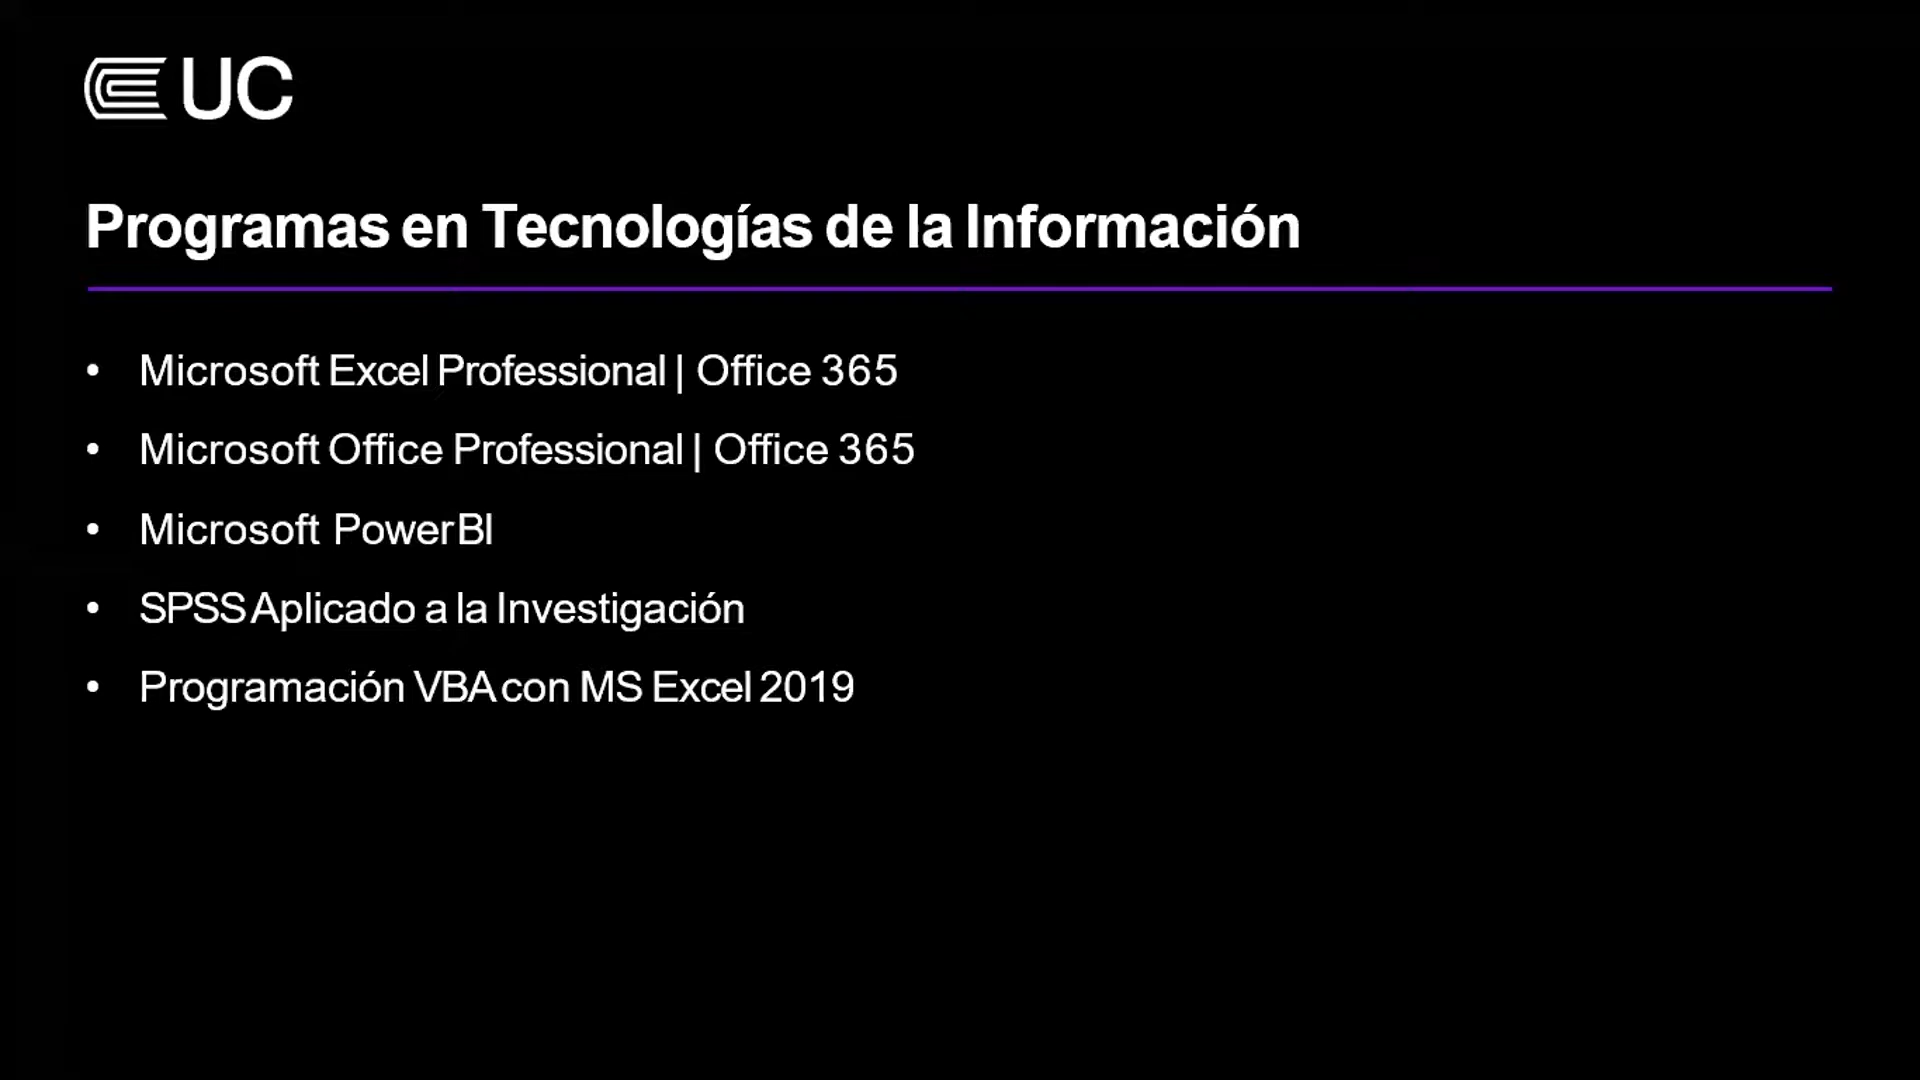 UC
Programas en Tecnologías de la Información
• Microsoft Excel Professional | Office 365
• Microsoft Office Professional | Office 365
• Microsoft PowerBI
• SPSS Aplicado a la Investigación
• Programación VBA con MS Excel 2019